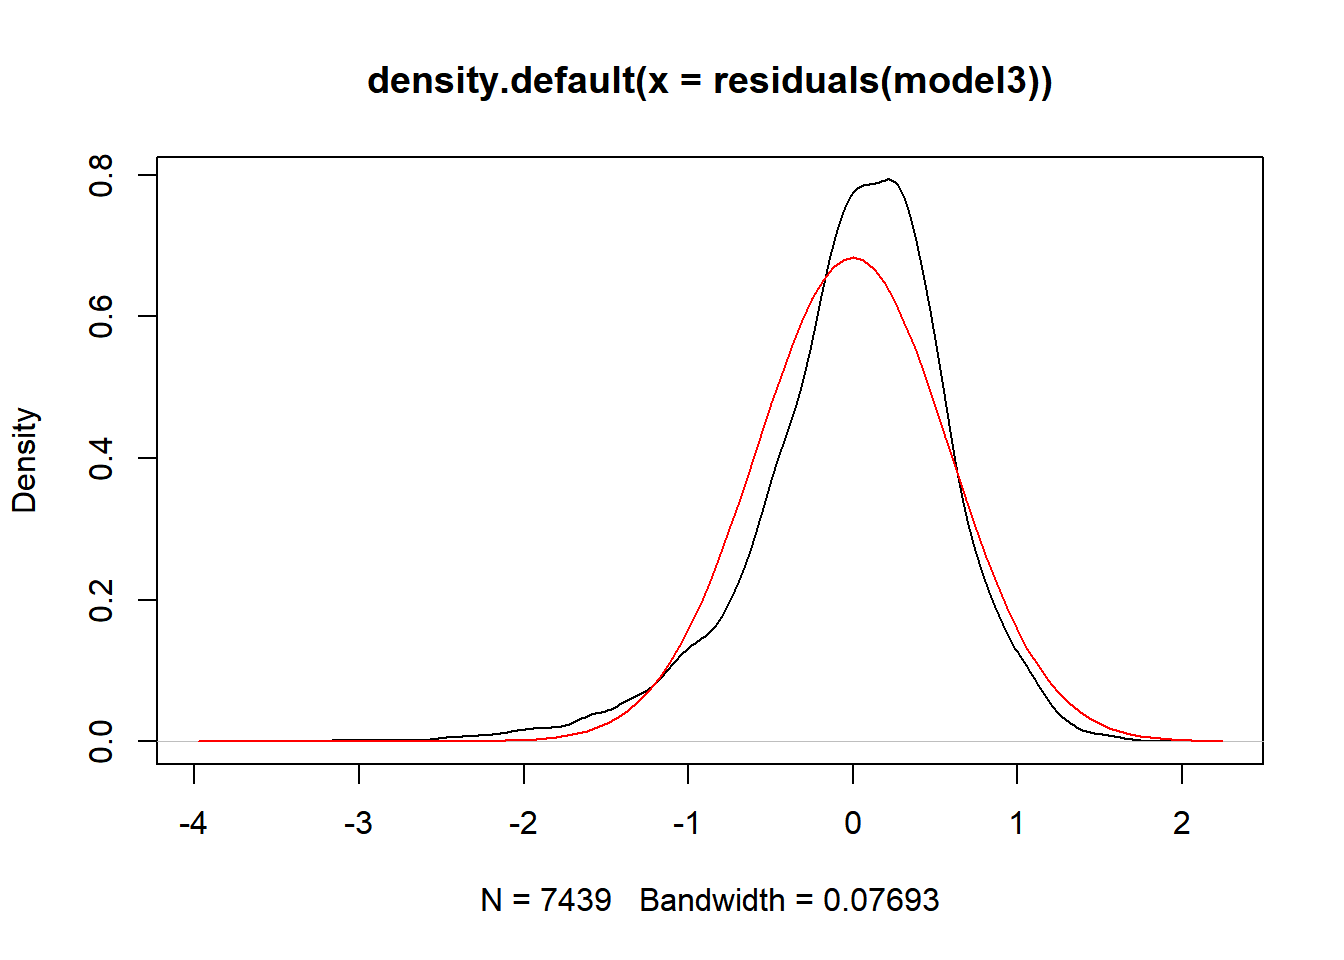 density.default(x = residuals(model3))
Density
0.8
0.6
0.4
0.2
0.0
-4 -3 -2 -1 0 1 2
N = 7439 Bandwidth = 0.07693